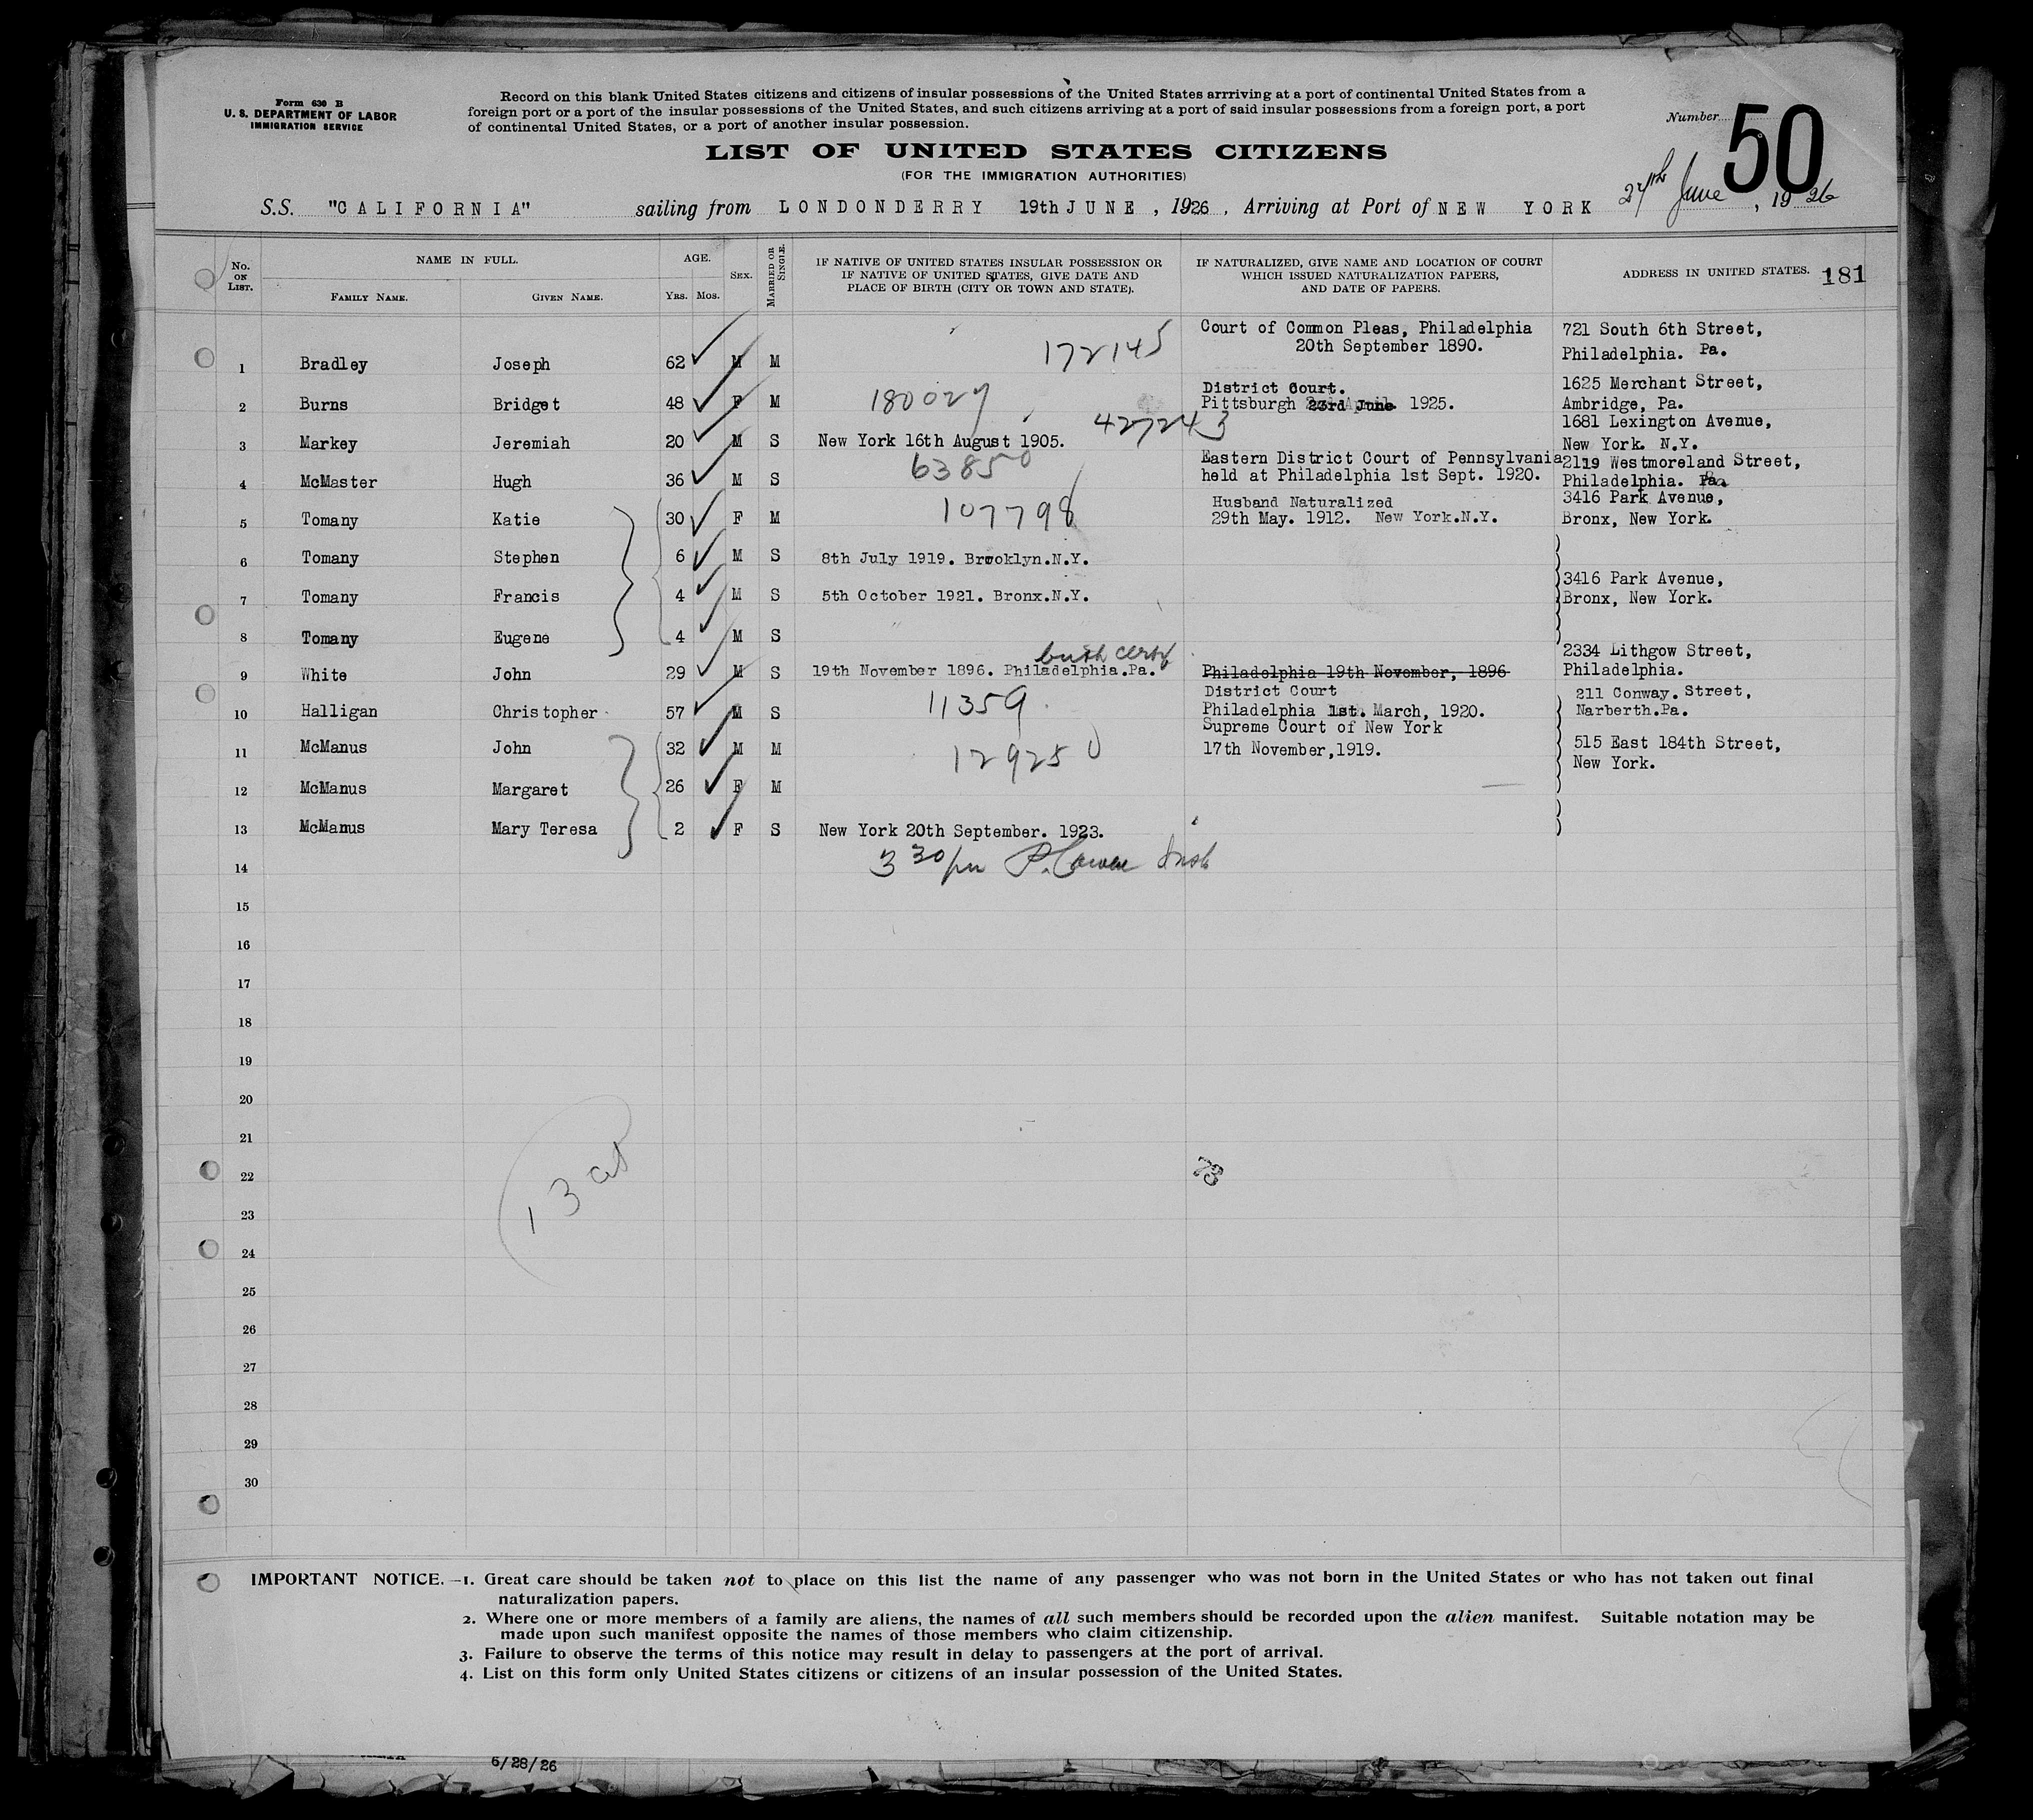 Form 630 B
U. S. DEPARTMENT OF LABOR
IMMIGRATION SERVICE
Record on this blank United States citizens and citizens of insular possessions of the United States arrriving at a port of continental United States from a
foreign port or a port of the insular possessions of the United States, and such citizens arriving at a port of said insular possessions from a foreign port, a port
of continental United States, or a port of another insular possession.
Number 50
LIST OF UNITED STATES CITIZENS
(FOR THE IMMIGRATION AUTHORITIES)
S.S. "CALIFORNIA" sailing from LONDONDERRY 19th JUNE, 1926, Arriving at Port of NEW YORK 27th June, 1926
No. ON LIST.
NAME IN FULL.
FAMILY NAME.
GIVEN NAME.
AGE.
YRS. MOS.
SEX.
MARRIED OR SINGLE.
IF NATIVE OF UNITED STATES INSULAR POSSESSION OR
IF NATIVE OF UNITED STATES, GIVE DATE AND
PLACE OF BIRTH (CITY OR TOWN AND STATE).
IF NATURALIZED, GIVE NAME AND LOCATION OF COURT
WHICH ISSUED NATURALIZATION PAPERS,
AND DATE OF PAPERS.
ADDRESS IN UNITED STATES. 181
1 Bradley Joseph 62 M M 172145 Court of Common Pleas, Philadelphia
20th September 1890.
721 South 6th Street,
Philadelphia. Pa.
2 Burns Bridget 48 F M 180029 District Court.
Pittsburgh 23rd June 1925.
1625 Merchant Street,
Ambridge, Pa.
3 Markey Jeremiah 20 M S New York 16th August 1905. 427243
1681 Lexington Avenue,
New York. N.Y.
4 McMaster Hugh 36 M S 63850 Eastern District Court of Pennsylvania
held at Philadelphia 1st Sept. 1920.
2119 Westmoreland Street,
Philadelphia. Pa.
5 Tomany Katie 30 F M 107798 Husband Naturalized
29th May. 1912. New York.N.Y.
3416 Park Avenue,
Bronx, New York.
6 Tomany Stephen 6 M S 8th July 1919. Brooklyn.N.Y.
7 Tomany Francis 4 M S 5th October 1921. Bronx.N.Y.
3416 Park Avenue,
Bronx, New York.
8 Tomany Eugene 4 M S "
9 White John 29 M S 19th November 1896. Philadelphia.Pa. birth certf Philadelphia 19th November, 1896
2334 Lithgow Street,
Philadelphia.
10 Halligan Christopher 57 M S 11359 District Court
Philadelphia 1st. March, 1920.
211 Conway. Street,
Narberth.Pa.
11 McManus John 32 M M 129250 Supreme Court of New York
17th November,1919.
515 East 184th Street,
New York.
12 McManus Margaret 26 F M
13 McManus Mary Teresa 2 F S New York 20th September. 1923.
14 3 30 pm
15
16
17
18
19
20
21
22 73
23
13
24
25
26
27
28
29
30
IMPORTANT NOTICE.—1. Great care should be taken not to place on this list the name of any passenger who was not born in the United States or who has not taken out final
naturalization papers.
2. Where one or more members of a family are aliens, the names of all such members should be recorded upon the alien manifest. Suitable notation may be
made upon such manifest opposite the names of those members who claim citizenship.
3. Failure to observe the terms of this notice may result in delay to passengers at the port of arrival.
4. List on this form only United States citizens or citizens of an insular possession of the United States.
6/28/26